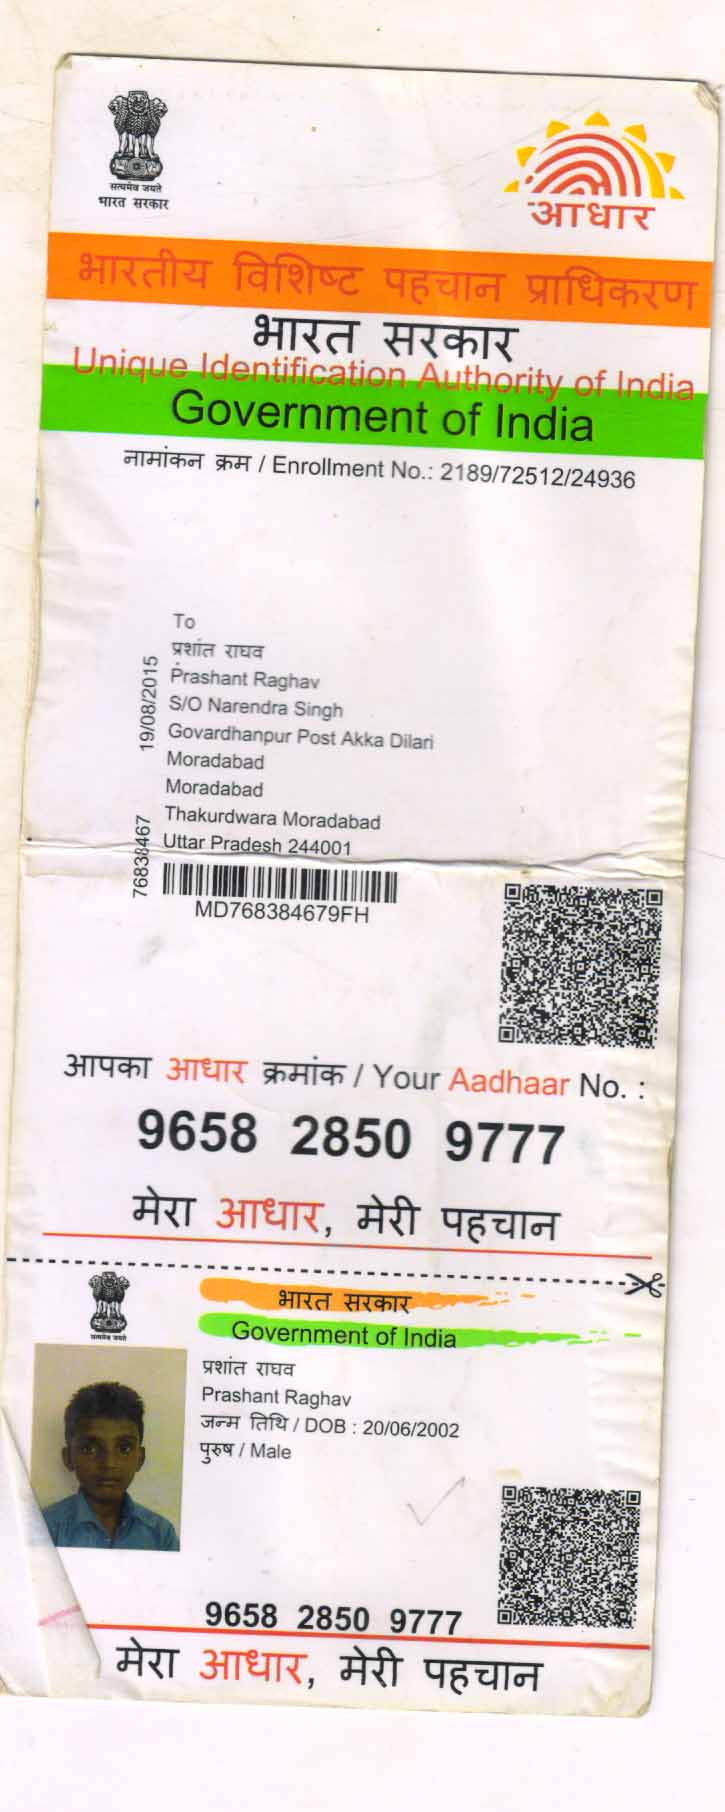 सत्यमेव जयते
भारत सरकार
आधार
भारतीय विशिष्ट पहचान प्राधिकरण
भारत सरकार
Unique Identification Authority of India
Government of India
नामांकन क्रम / Enrollment No.: 2189/72512/24936
To
प्रशांत राघव
Prashant Raghav
S/O Narendra Singh
Govardhanpur Post Akka Dilari
Moradabad
Moradabad
Thakurdwara Moradabad
Uttar Pradesh 244001
19/08/2015
76838467
MD768384679FH
आपका आधार क्रमांक / Your Aadhaar No. :
9658 2850 9777
मेरा आधार, मेरी पहचान
सत्यमेव जयते
भारत सरकार
Government of India
प्रशांत राघव
Prashant Raghav
जन्म तिथि / DOB : 20/06/2002
पुरुष / Male
9658 2850 9777
मेरा आधार, मेरी पहचान